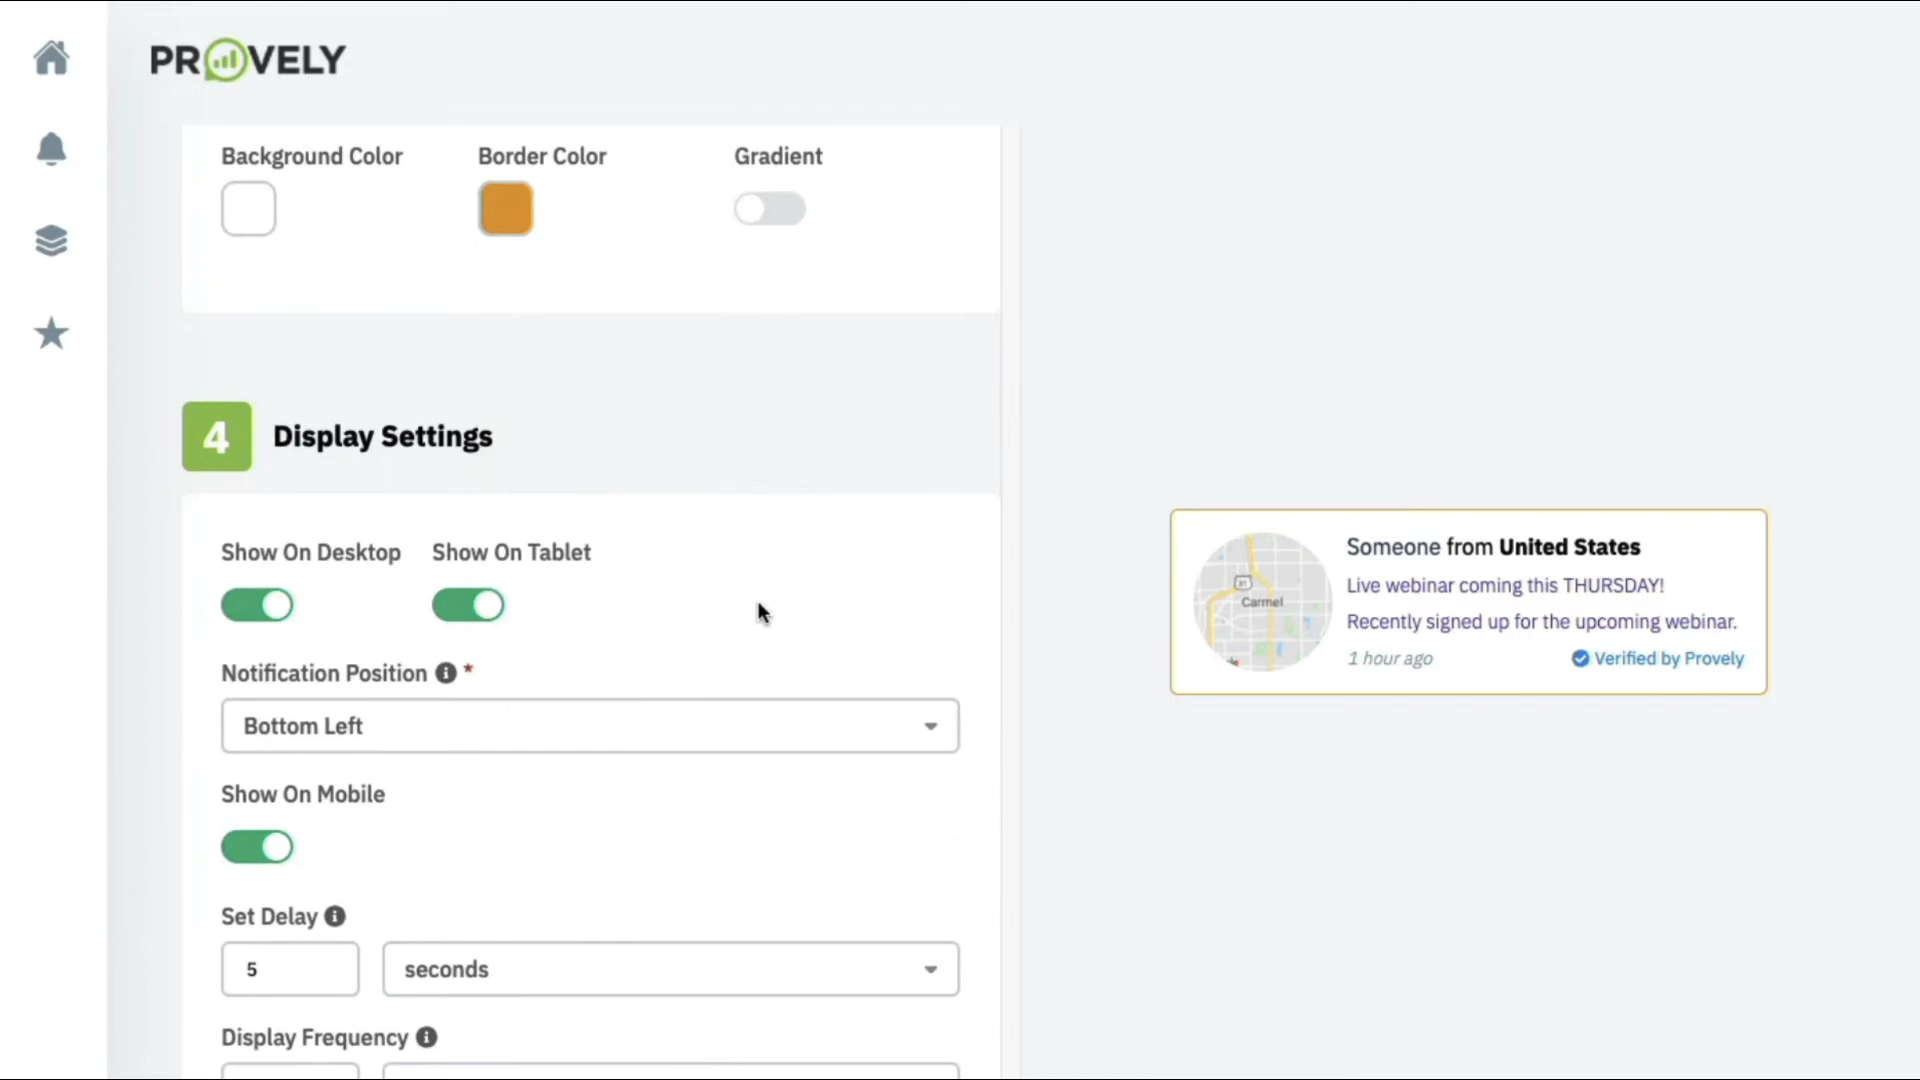 PROVELY
Background Color
Border Color
Gradient
4
Display Settings
Show On Desktop
Show On Tablet
Notification Position *
Bottom Left
Show On Mobile
Set Delay
5
seconds
Display Frequency
Someone from United States
Live webinar coming this THURSDAY!
Recently signed up for the upcoming webinar.
1 hour ago
Verified by Provely
31
Carmel